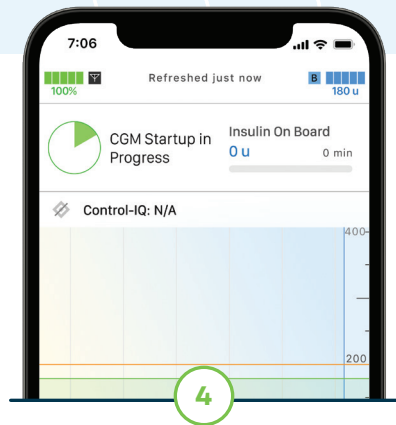 7:06
Refreshed just now
100%
B
180 u
CGM Startup in
Progress
Insulin On Board
0 u
0 min
Control-IQ: N/A
400
200
4